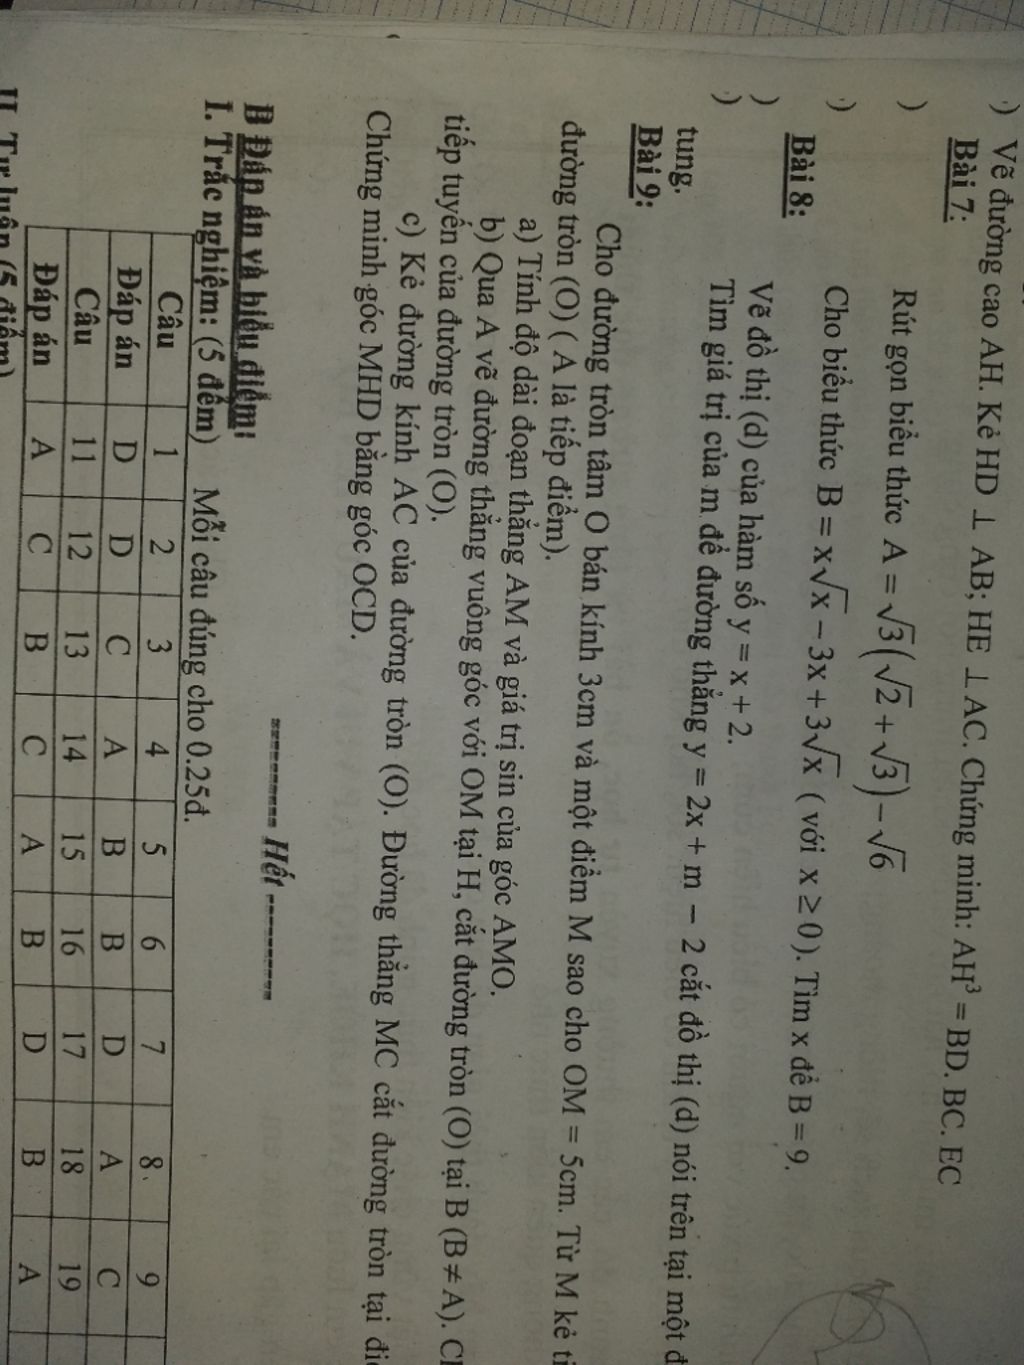 Vẽ đường cao AH. Kẻ HD ⊥ AB; HE ⊥ AC. Chứng minh: AH³ = BD. BC. EC
Bài 7:
Rút gọn biểu thức A = √3(√2 + √3) − √6
Cho biểu thức B = x√x − 3x + 3√x ( với x ≥ 0). Tìm x để B = 9.
Bài 8:
Vẽ đồ thị (d) của hàm số y = x + 2.
Tìm giá trị của m để đường thẳng y = 2x + m − 2 cắt đồ thị (d) nói trên tại một
tung.
Bài 9:
Cho đường tròn tâm O bán kính 3cm và một điểm M sao cho OM = 5cm. Từ M kẻ
đường tròn (O) ( A là tiếp điểm).
a) Tính độ dài đoạn thẳng AM và giá trị sin của góc AMO.
b) Qua A vẽ đường thẳng vuông góc với OM tại H, cắt đường tròn (O) tại B (B ≠ A).
tiếp tuyến của đường tròn (O).
c) Kẻ đường kính AC của đường tròn (O). Đường thẳng MC cắt đường tròn tại
Chứng minh góc MHD bằng góc OCD.
---------- Hết ----------
B Đáp án và biểu điểm:
I. Trắc nghiệm: (5 đểm) Mỗi câu đúng cho 0.25đ.
Câu 1 2 3 4 5 6 7 8 9
Đáp án D D C A B B D A C
Câu 11 12 13 14 15 16 17 18 19
Đáp án A C B C A B D B A
II. Tự luận (5 điểm)